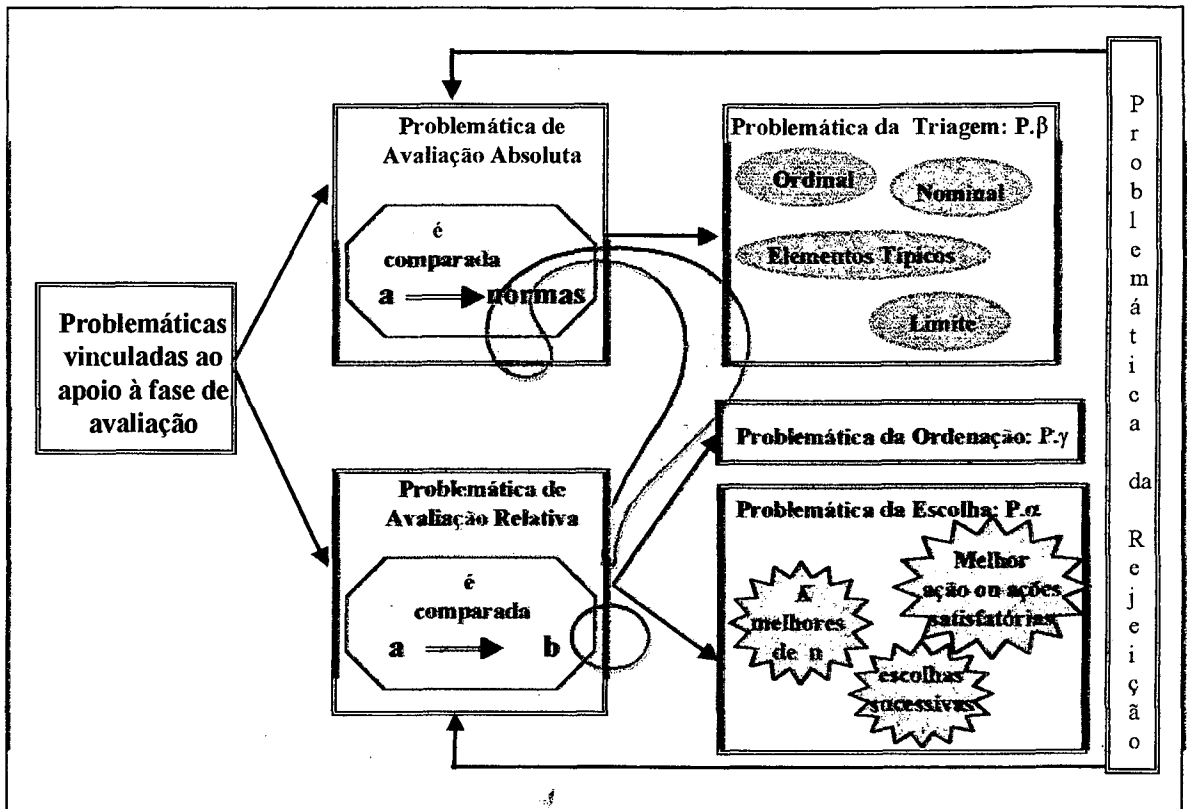 Problemáticas
vinculadas ao
apoio à fase de
avaliação
Problemática de
Avaliação Absoluta
é
comparada
a normas
Problemática de
Avaliação Relativa
é
comparada
a b
Problemática da Triagem: P.β
Ordinal
Nominal
Elementos Típicos
Limite
Problemática da Ordenação: P.γ
Problemática da Escolha: P.α
melhores
de n
Melhor
ação ou ações
satisfatórias
escolhas
sucessivas
Problemática da Rejeição